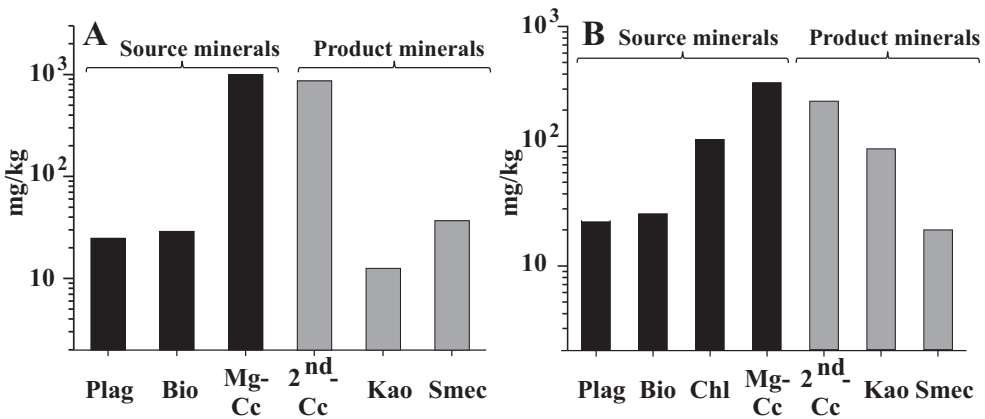 A
Source minerals
Product minerals
mg/kg
10³
10²
10
Plag
Bio
Mg-
Cc
2ⁿᵈ-
Cc
Kao
Smec
B
Source minerals
Product minerals
mg/kg
10³
10²
10
Plag
Bio
Chl
Mg-
Cc
2ⁿᵈ-
Cc
Kao
Smec